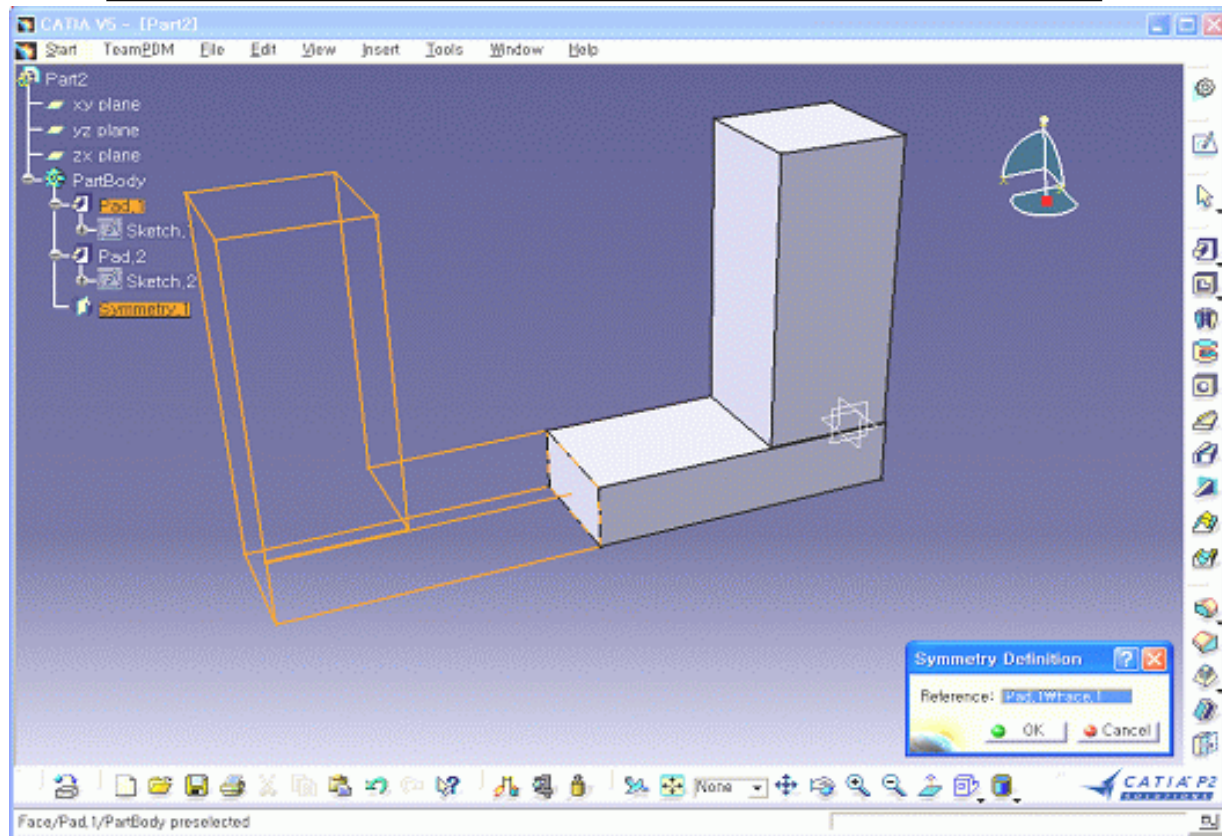 CATIA V5 - [Part2]
Start TeamPDM File Edit View Insert Tools Window Help
Part2
xy plane
yz plane
zx plane
PartBody
Pad,1
Sketch,
Pad,2
Sketch,2
Symmetry,1
Symmetry Definition
Reference: Pad,1₩Face,1
OK Cancel
None
CATIA P2
SOLUTIONS
Face/Pad,1/PartBody preselected